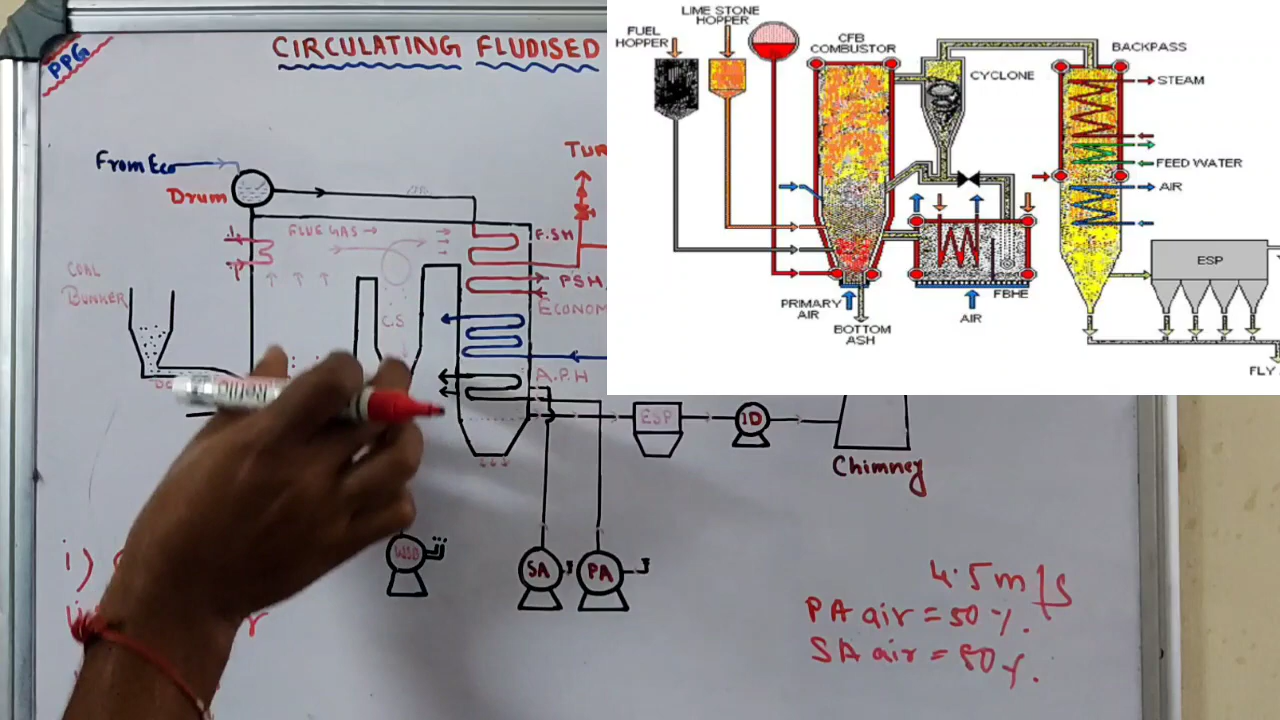 PPG
CIRCULATING FLUDISED
From Eco
Drum
FLUE GAS →
COAL
BUNKER
C.S
TUR
F.SH
PSH
ECONOM
A.P.H
ESP
ID
Chimney
SA
PA
i)
4.5 m/s
PA air = 50 %.
SA air = 50 %.
LIME STONE
HOPPER
FUEL
HOPPER
CFB
COMBUSTOR
CYCLONE
BACKPASS
STEAM
FEED WATER
AIR
ESP
PRIMARY
AIR
BOTTOM
ASH
AIR
FBHE
FLY
Refillo